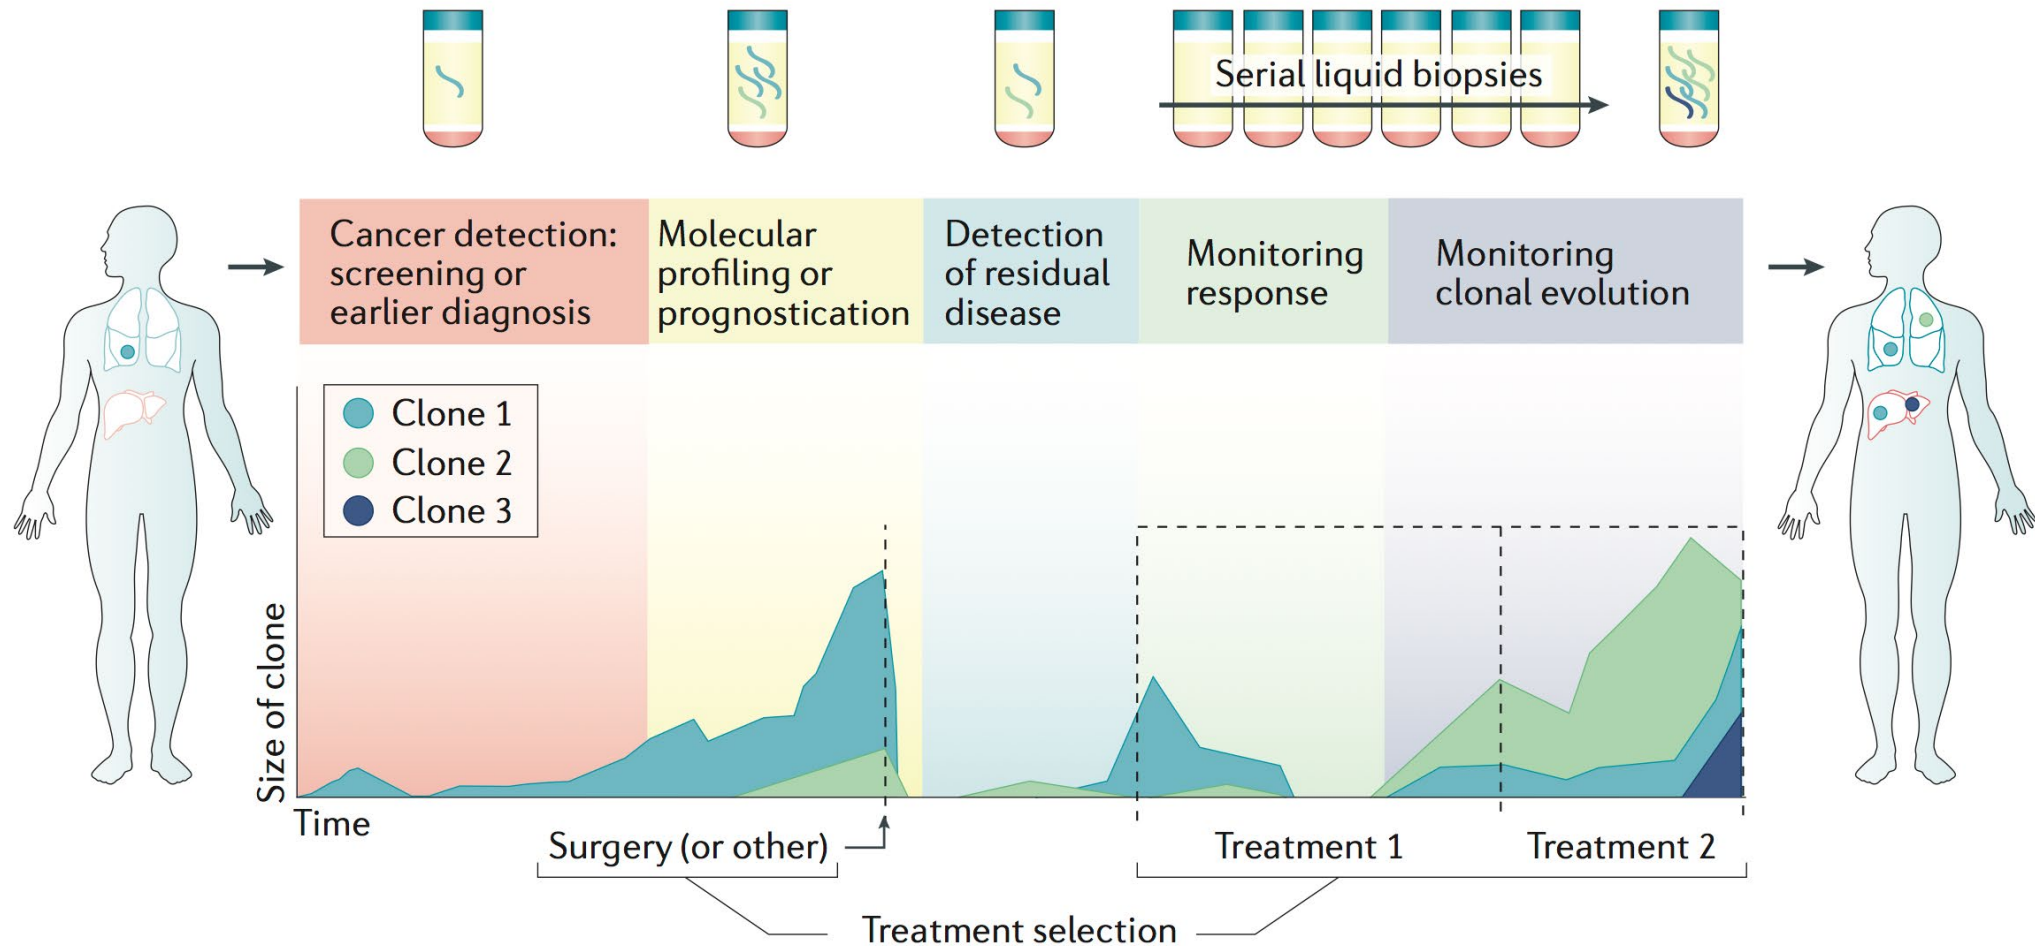 Serial liquid biopsies
Cancer detection:
screening or
earlier diagnosis
Molecular
profiling or
prognostication
Detection
of residual
disease
Monitoring
response
Monitoring
clonal evolution
Clone 1
Clone 2
Clone 3
Size of clone
Time
Surgery (or other)
Treatment 1
Treatment 2
Treatment selection